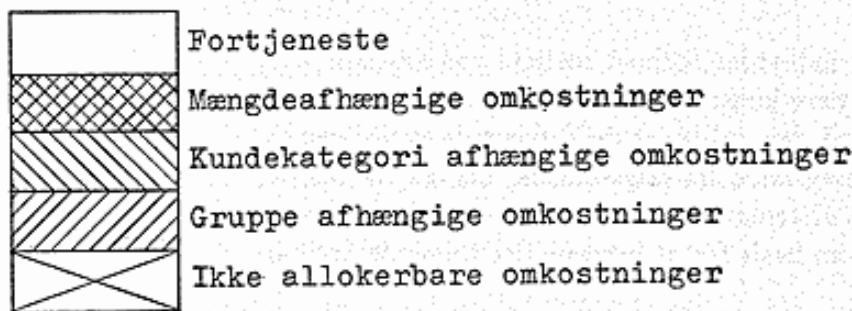 Fortjeneste
Mængdeafhængige omkostninger
Kundekategori afhængige omkostninger
Gruppe afhængige omkostninger
Ikke allokerbare omkostninger